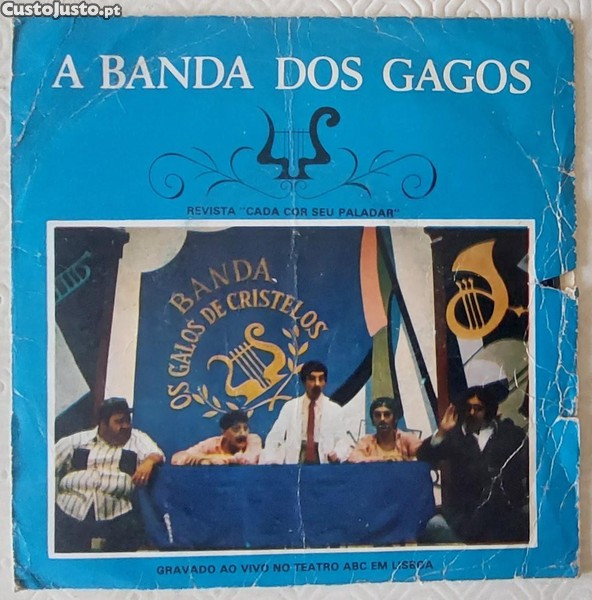 CustoJusto.pt
A BANDA DOS GAGOS
REVISTA "CADA COR SEU PALADAR"
BANDA
OS GALOS DE CRISTELOS
GRAVADO AO VIVO NO TEATRO ABC EM LISBOA